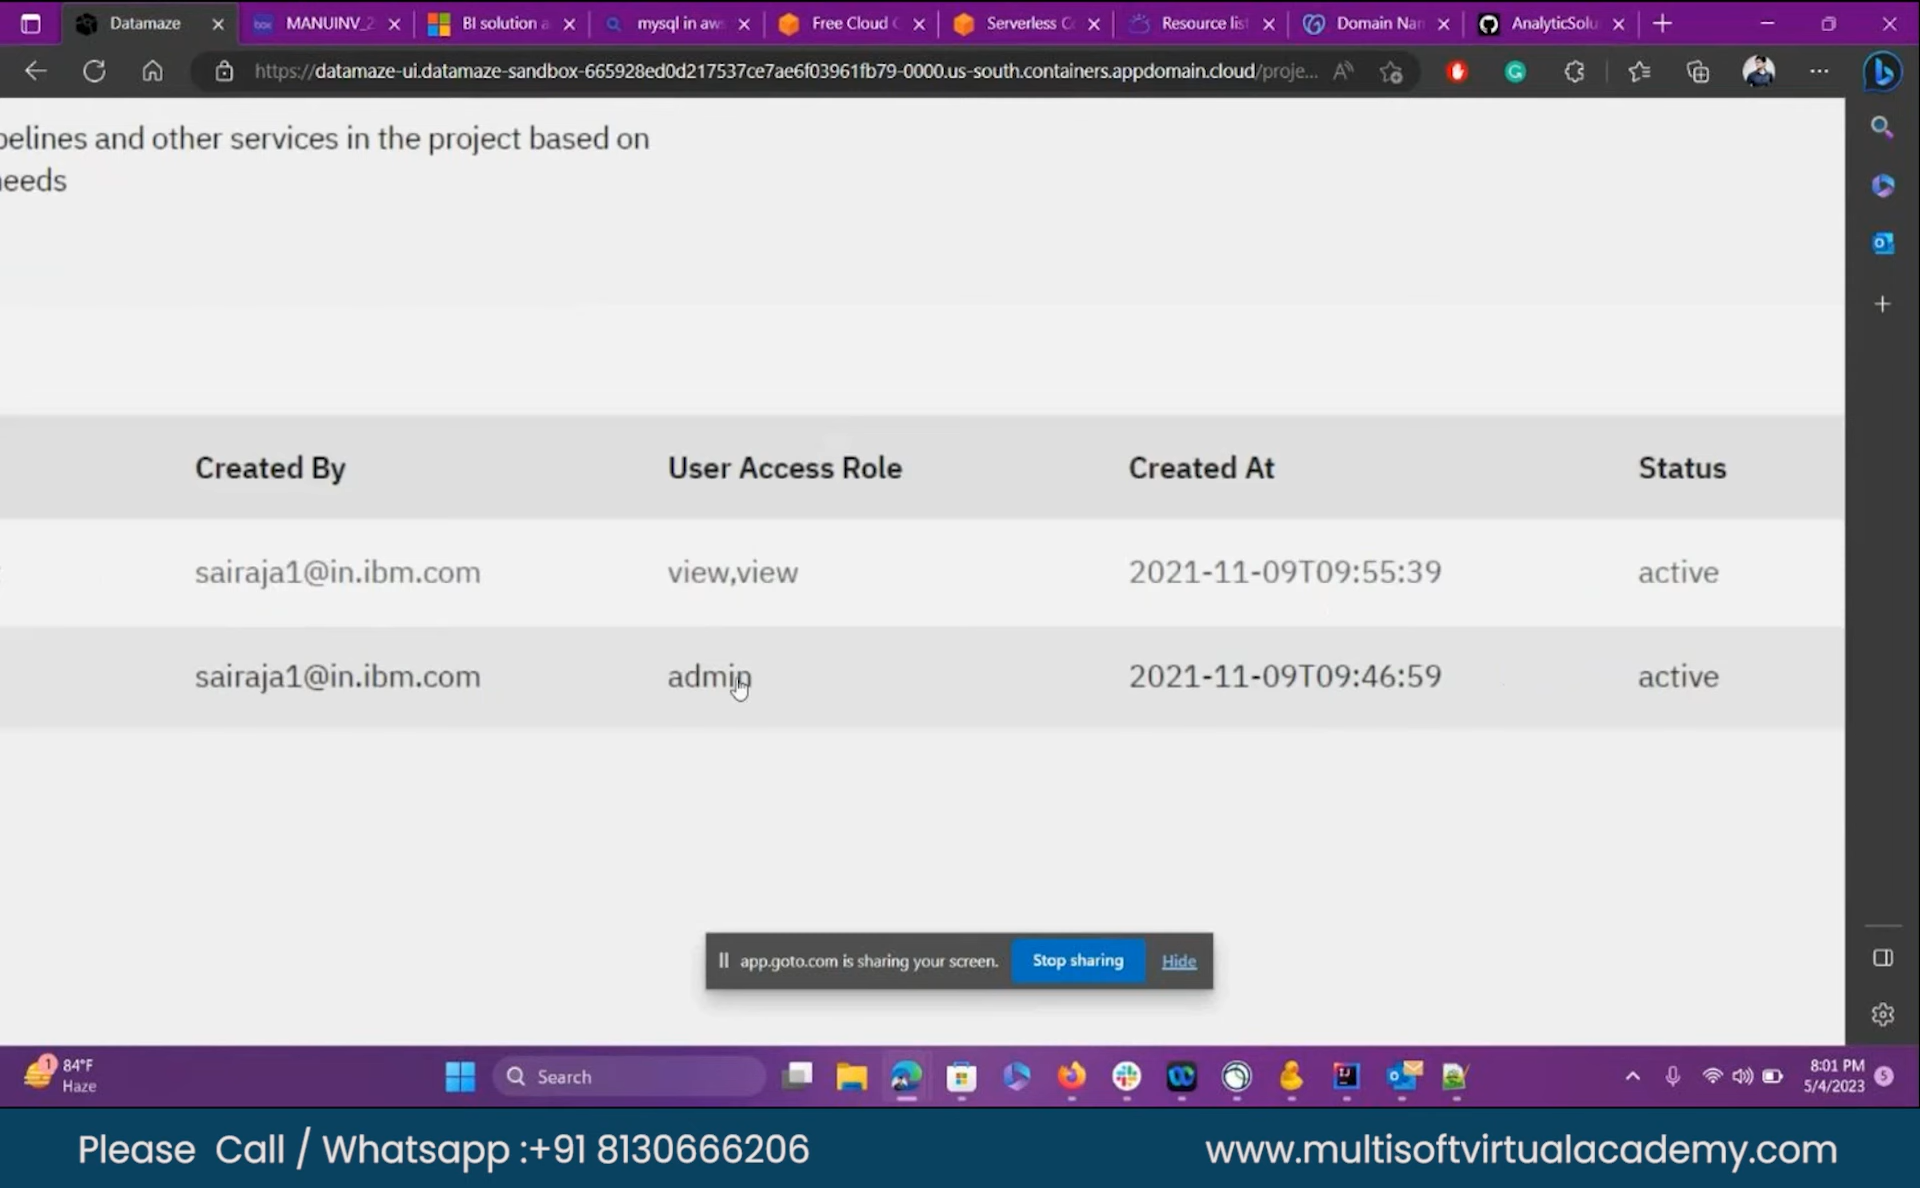 Datamaze
MANUINV_2
BI solution a
mysql in aw
Free Cloud
Serverless C
Resource list
Domain Nan
AnalyticSolu
https://datamaze-ui.datamaze-sandbox-665928ed0d217537ce7ae6f03961fb79-0000.us-south.containers.appdomain.cloud/proje...
pelines and other services in the project based on
needs
Created By User Access Role Created At Status
sairaja1@in.ibm.com view,view 2021-11-09T09:55:39 active
sairaja1@in.ibm.com admin 2021-11-09T09:46:59 active
app.goto.com is sharing your screen. Stop sharing Hide
84°F
Haze
Search
8:01 PM
5/4/2023
5
Please Call / Whatsapp :+91 8130666206
www.multisoftvirtualacademy.com